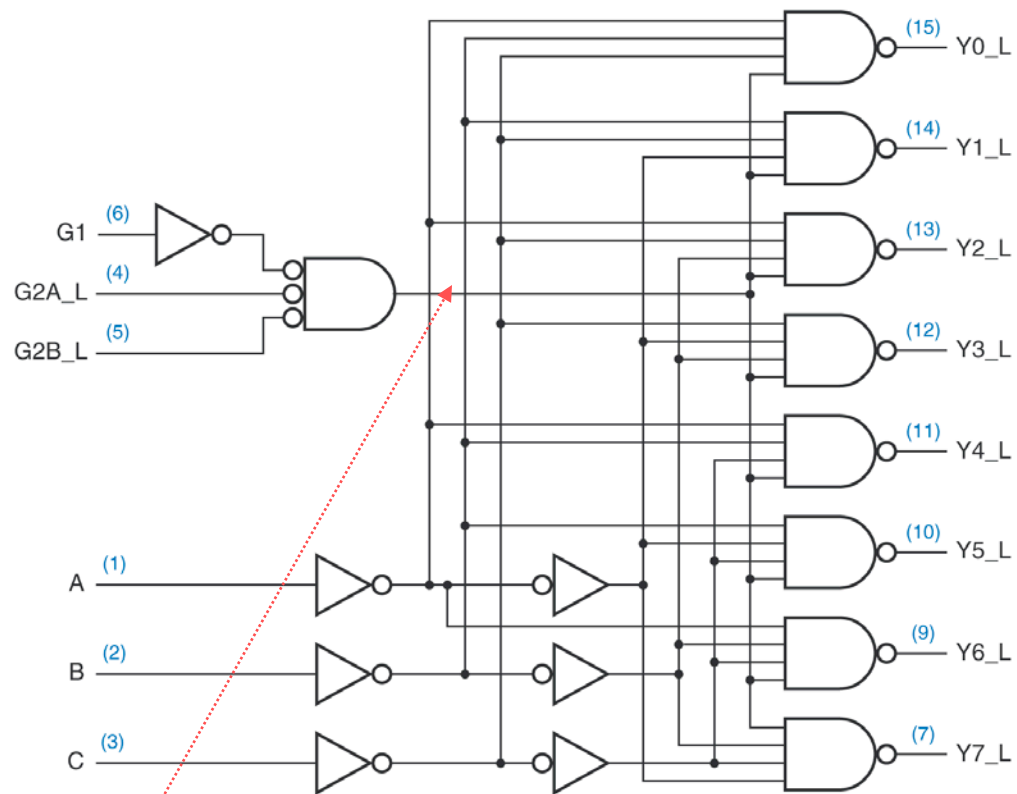 (15)
Y0_L
(14)
Y1_L
(6)
G1
(13)
Y2_L
(4)
G2A_L
(5)
G2B_L
(12)
Y3_L
(11)
Y4_L
(10)
Y5_L
(1)
A
(9)
Y6_L
(2)
B
(7)
Y7_L
(3)
C